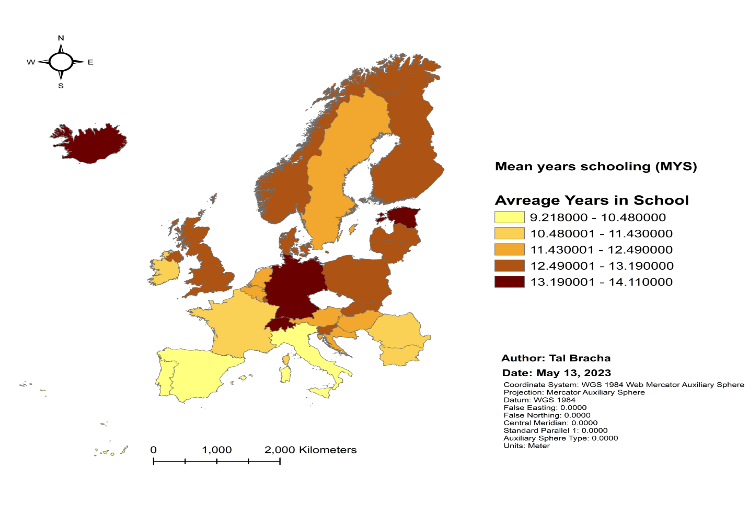 N
W E
S
Mean years schooling (MYS)
Avreage Years in School
9.218000 - 10.480000
10.480001 - 11.430000
11.430001 - 12.490000
12.490001 - 13.190000
13.190001 - 14.110000
Author: Tal Bracha
Date: May 13, 2023
Coordinate System: WGS 1984 Web Mercator Auxiliary Sphere
Projection: Mercator Auxiliary Sphere
Datum: WGS 1984
False Easting: 0.0000
False Northing: 0.0000
Central Meridian: 0.0000
Standard Parallel 1: 0.0000
Auxiliary Sphere Type: 0.0000
Units: Meter
0 1,000 2,000 Kilometers